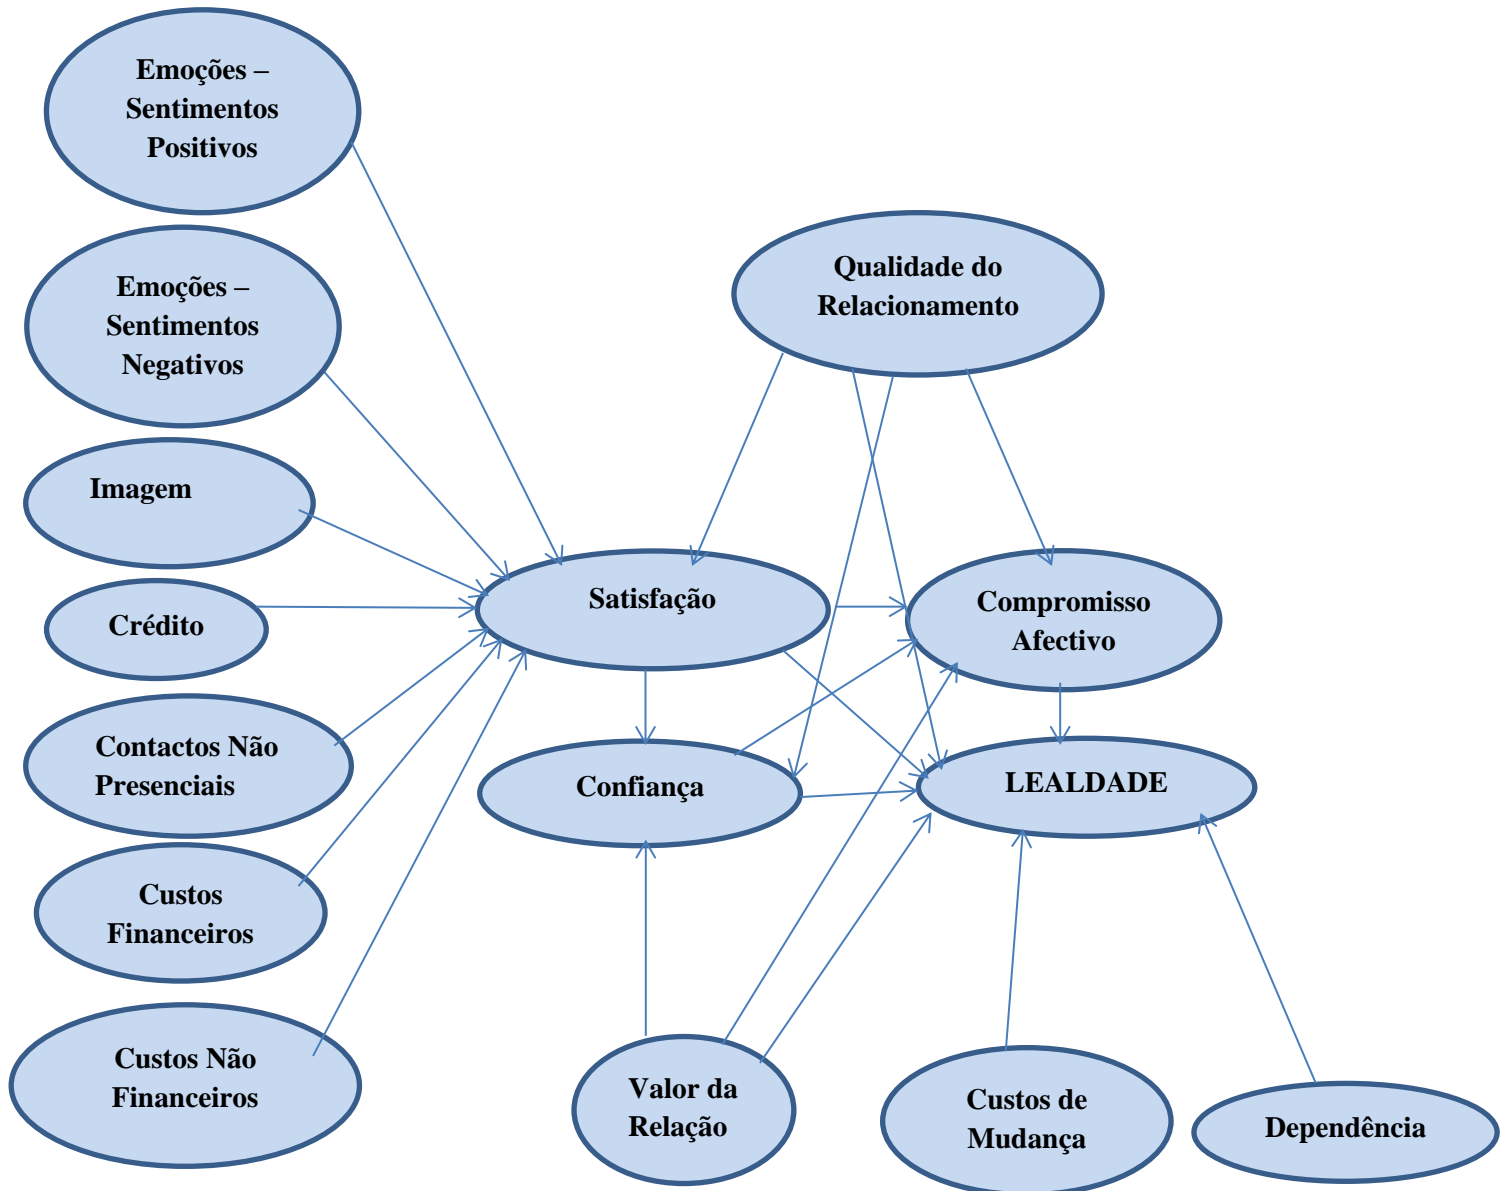 Emoções –
Sentimentos
Positivos
Qualidade do
Relacionamento
Emoções –
Sentimentos
Negativos
Imagem
Satisfação
Compromisso
Afectivo
Crédito
Contactos Não
Presenciais
Confiança
LEALDADE
Custos
Financeiros
Custos Não
Financeiros
Valor da
Relação
Custos de
Mudança
Dependência